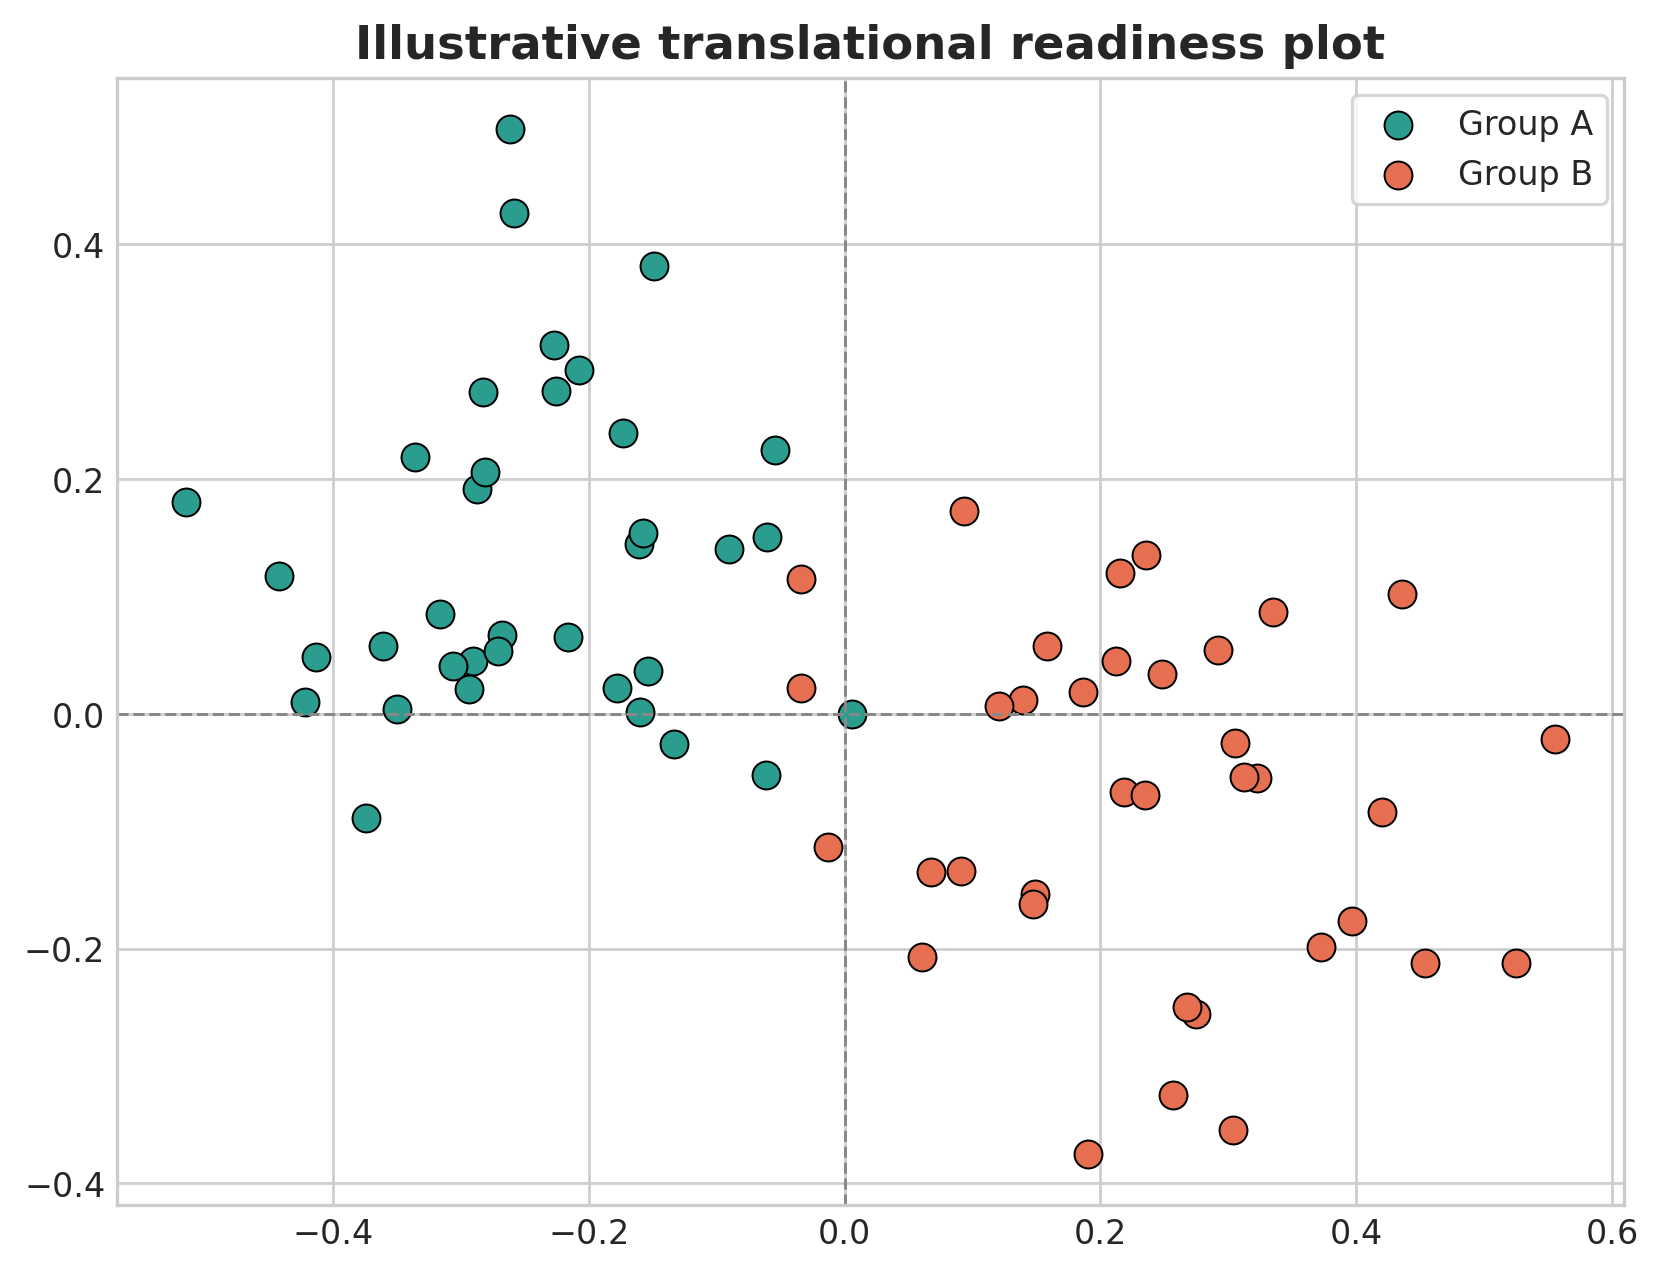 Illustrative translational readiness plot
Group A
Group B
0.4
0.2
0.0
−0.2
−0.4
−0.4 −0.2 0.0 0.2 0.4 0.6